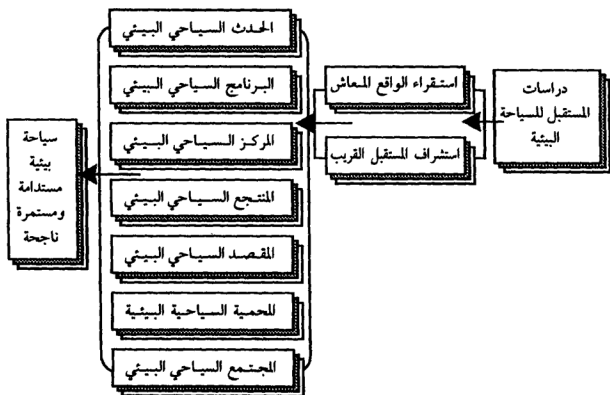 دراسات
المستقبل للسياحة
البيئية
استقراء الواقع المعاش
استشراف المستقبل القريب
الحدث السياحي البيئي
البرنامج السياحي البيئي
المركز السياحي البيئي
المنتجع السياحي البيئي
المقصد السياحي البيئي
المحمية السياحية البيئية
المجتمع السياحي البيئي
سياحة
بيئية
مستدامة
ومستمرة
ناجحة